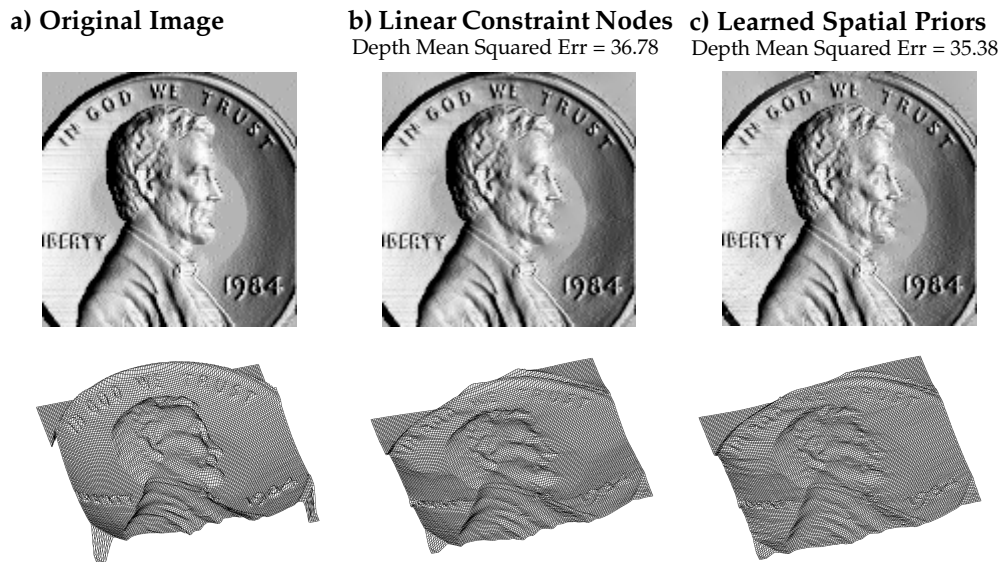 a) Original Image
b) Linear Constraint Nodes
Depth Mean Squared Err = 36.78
c) Learned Spatial Priors
Depth Mean Squared Err = 35.38
IN GOD WE TRUST
IBERTY
1984
IN GOD WE TRUST
IBERTY
1984
IN GOD WE TRUST
IBERTY
1984